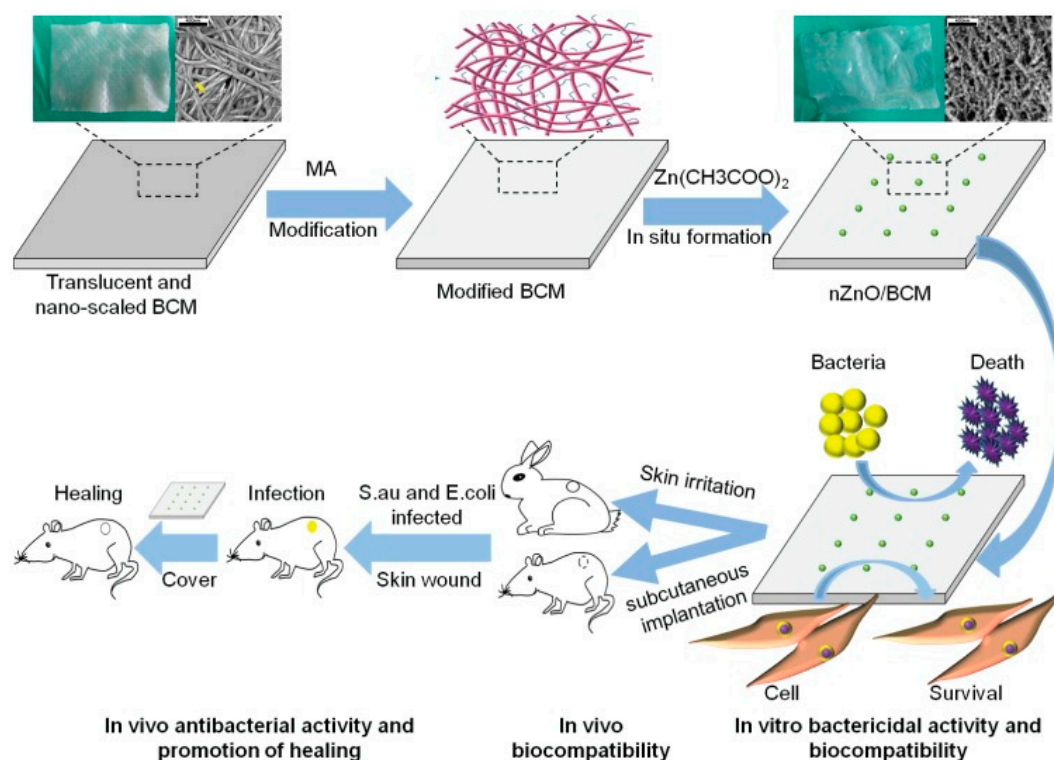 MA
Modification
Zn(CH3COO)₂
In situ formation
Translucent and
nano-scaled BCM
Modified BCM
nZnO/BCM
Bacteria
Death
Healing
Infection
S.au and E.coli
infected
Skin irritation
Cover
Skin wound
subcutaneous
implantation
Cell
Survival
In vivo antibacterial activity and
promotion of healing
In vivo
biocompatibility
In vitro bactericidal activity and
biocompatibility